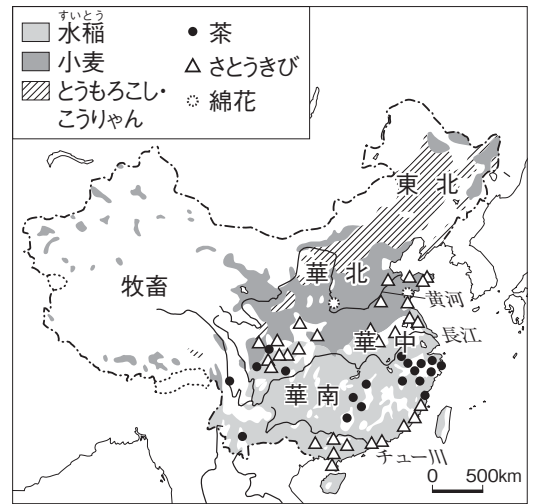 すいとう
水稲
小麦
とうもろこし・
こうりゃん
茶
さとうきび
綿花
東北
華北
牧畜
黄河
長江
華中
華南
チュー川
0 500km